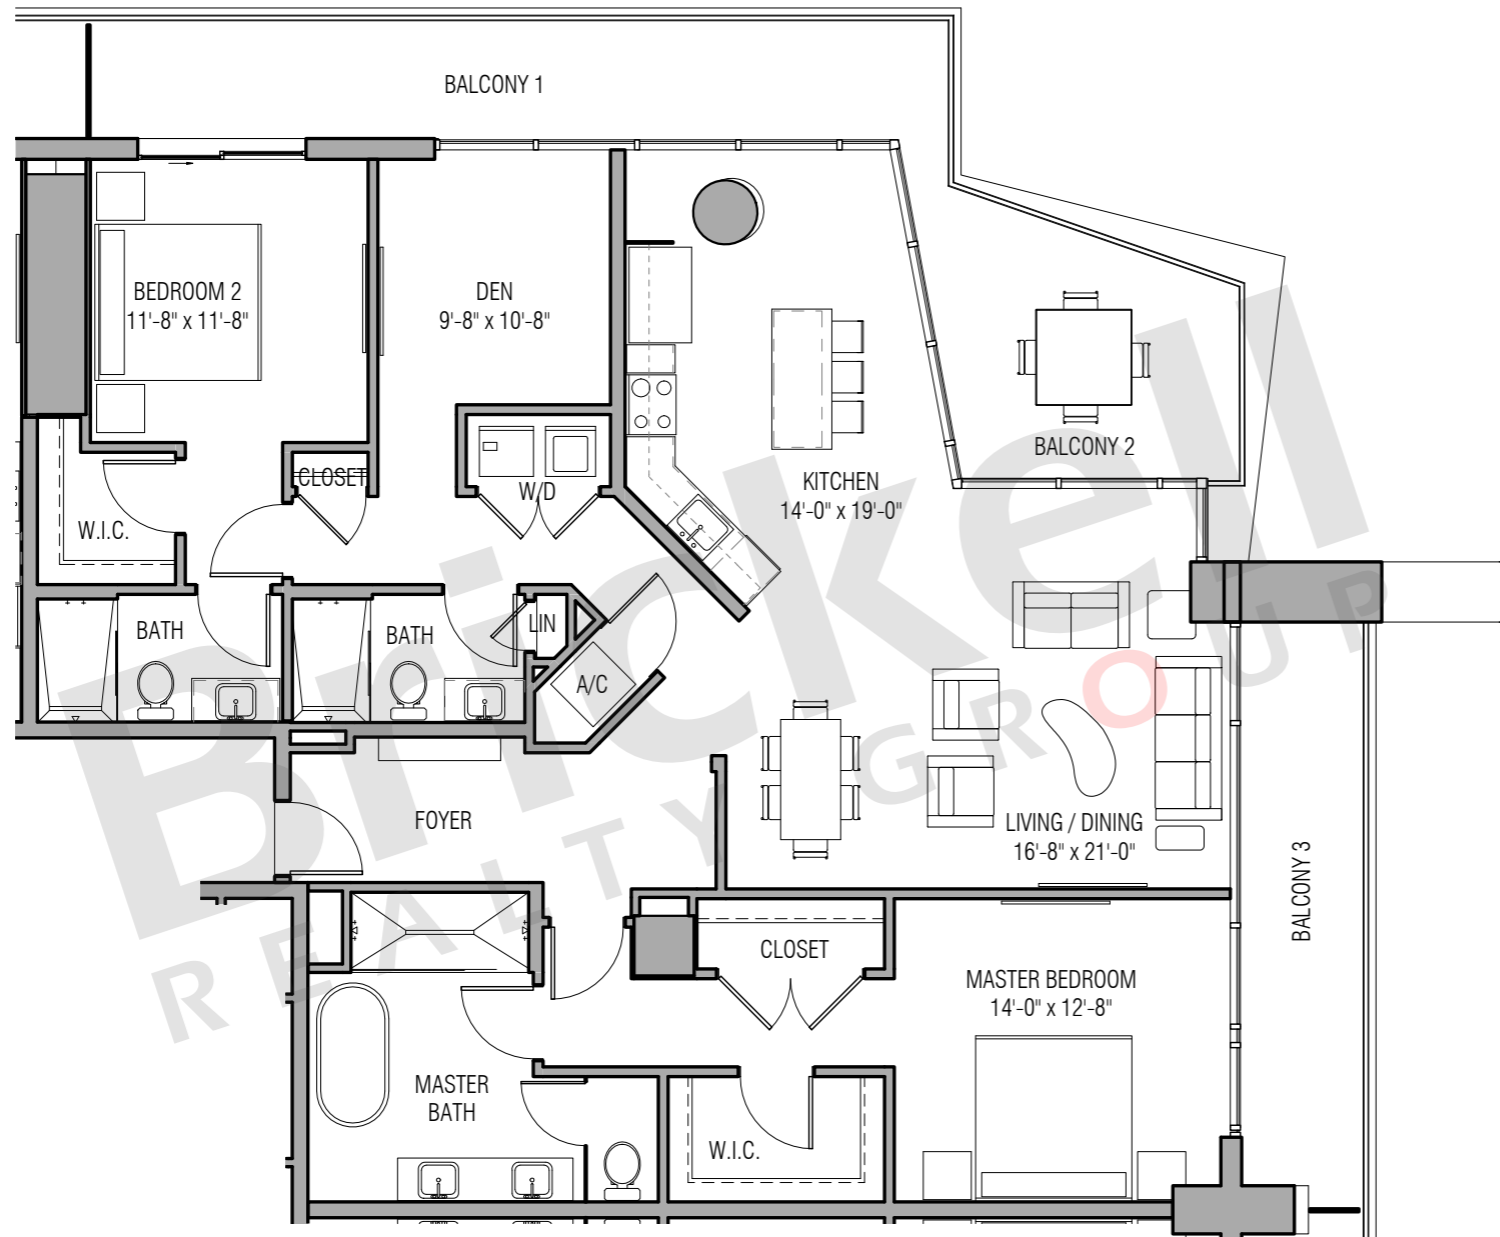 BALCONY 1
BEDROOM 2
11'-8" x 11'-8"
DEN
9'-8" x 10'-8"
BALCONY 2
CLOSET
W/D
KITCHEN
14'-0" x 19'-0"
W.I.C.
BATH
BATH
LIN
A/C
FOYER
LIVING / DINING
16'-8" x 21'-0"
BALCONY 3
CLOSET
MASTER BEDROOM
14'-0" x 12'-8"
MASTER
BATH
W.I.C.
Brickell
REALTY GROUP